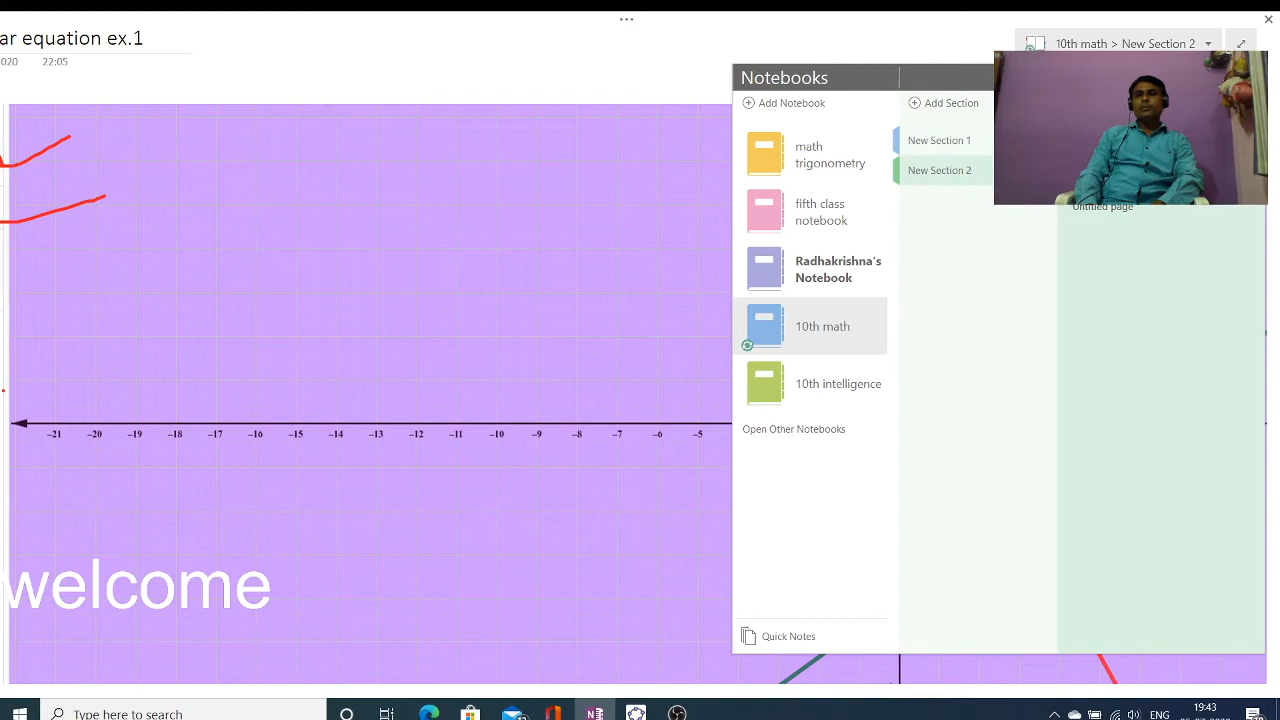 ar equation ex.1
020 22:05
10th math > New Section 2
Notebooks
Add Notebook
Add Section
math
trigonometry
New Section 1
New Section 2
Untitled page
fifth class
notebook
Radhakrishna's
Notebook
10th math
10th intelligence
Open Other Notebooks
-21 -20 -19 -18 -17 -16 -15 -14 -13 -12 -11 -10 -9 -8 -7 -6 -5
welcome
Quick Notes
Type here to search
ENG
19:43